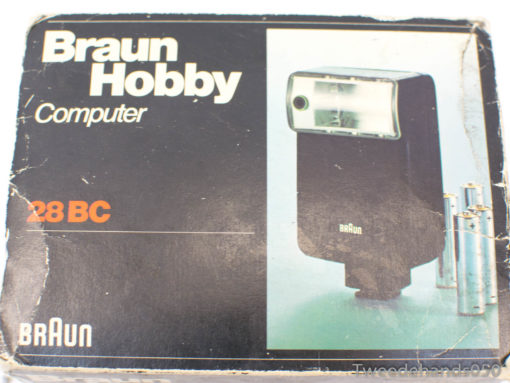 Braun
Hobby
Computer
28 BC
BRAUN
BRAUN
Tweedehands050